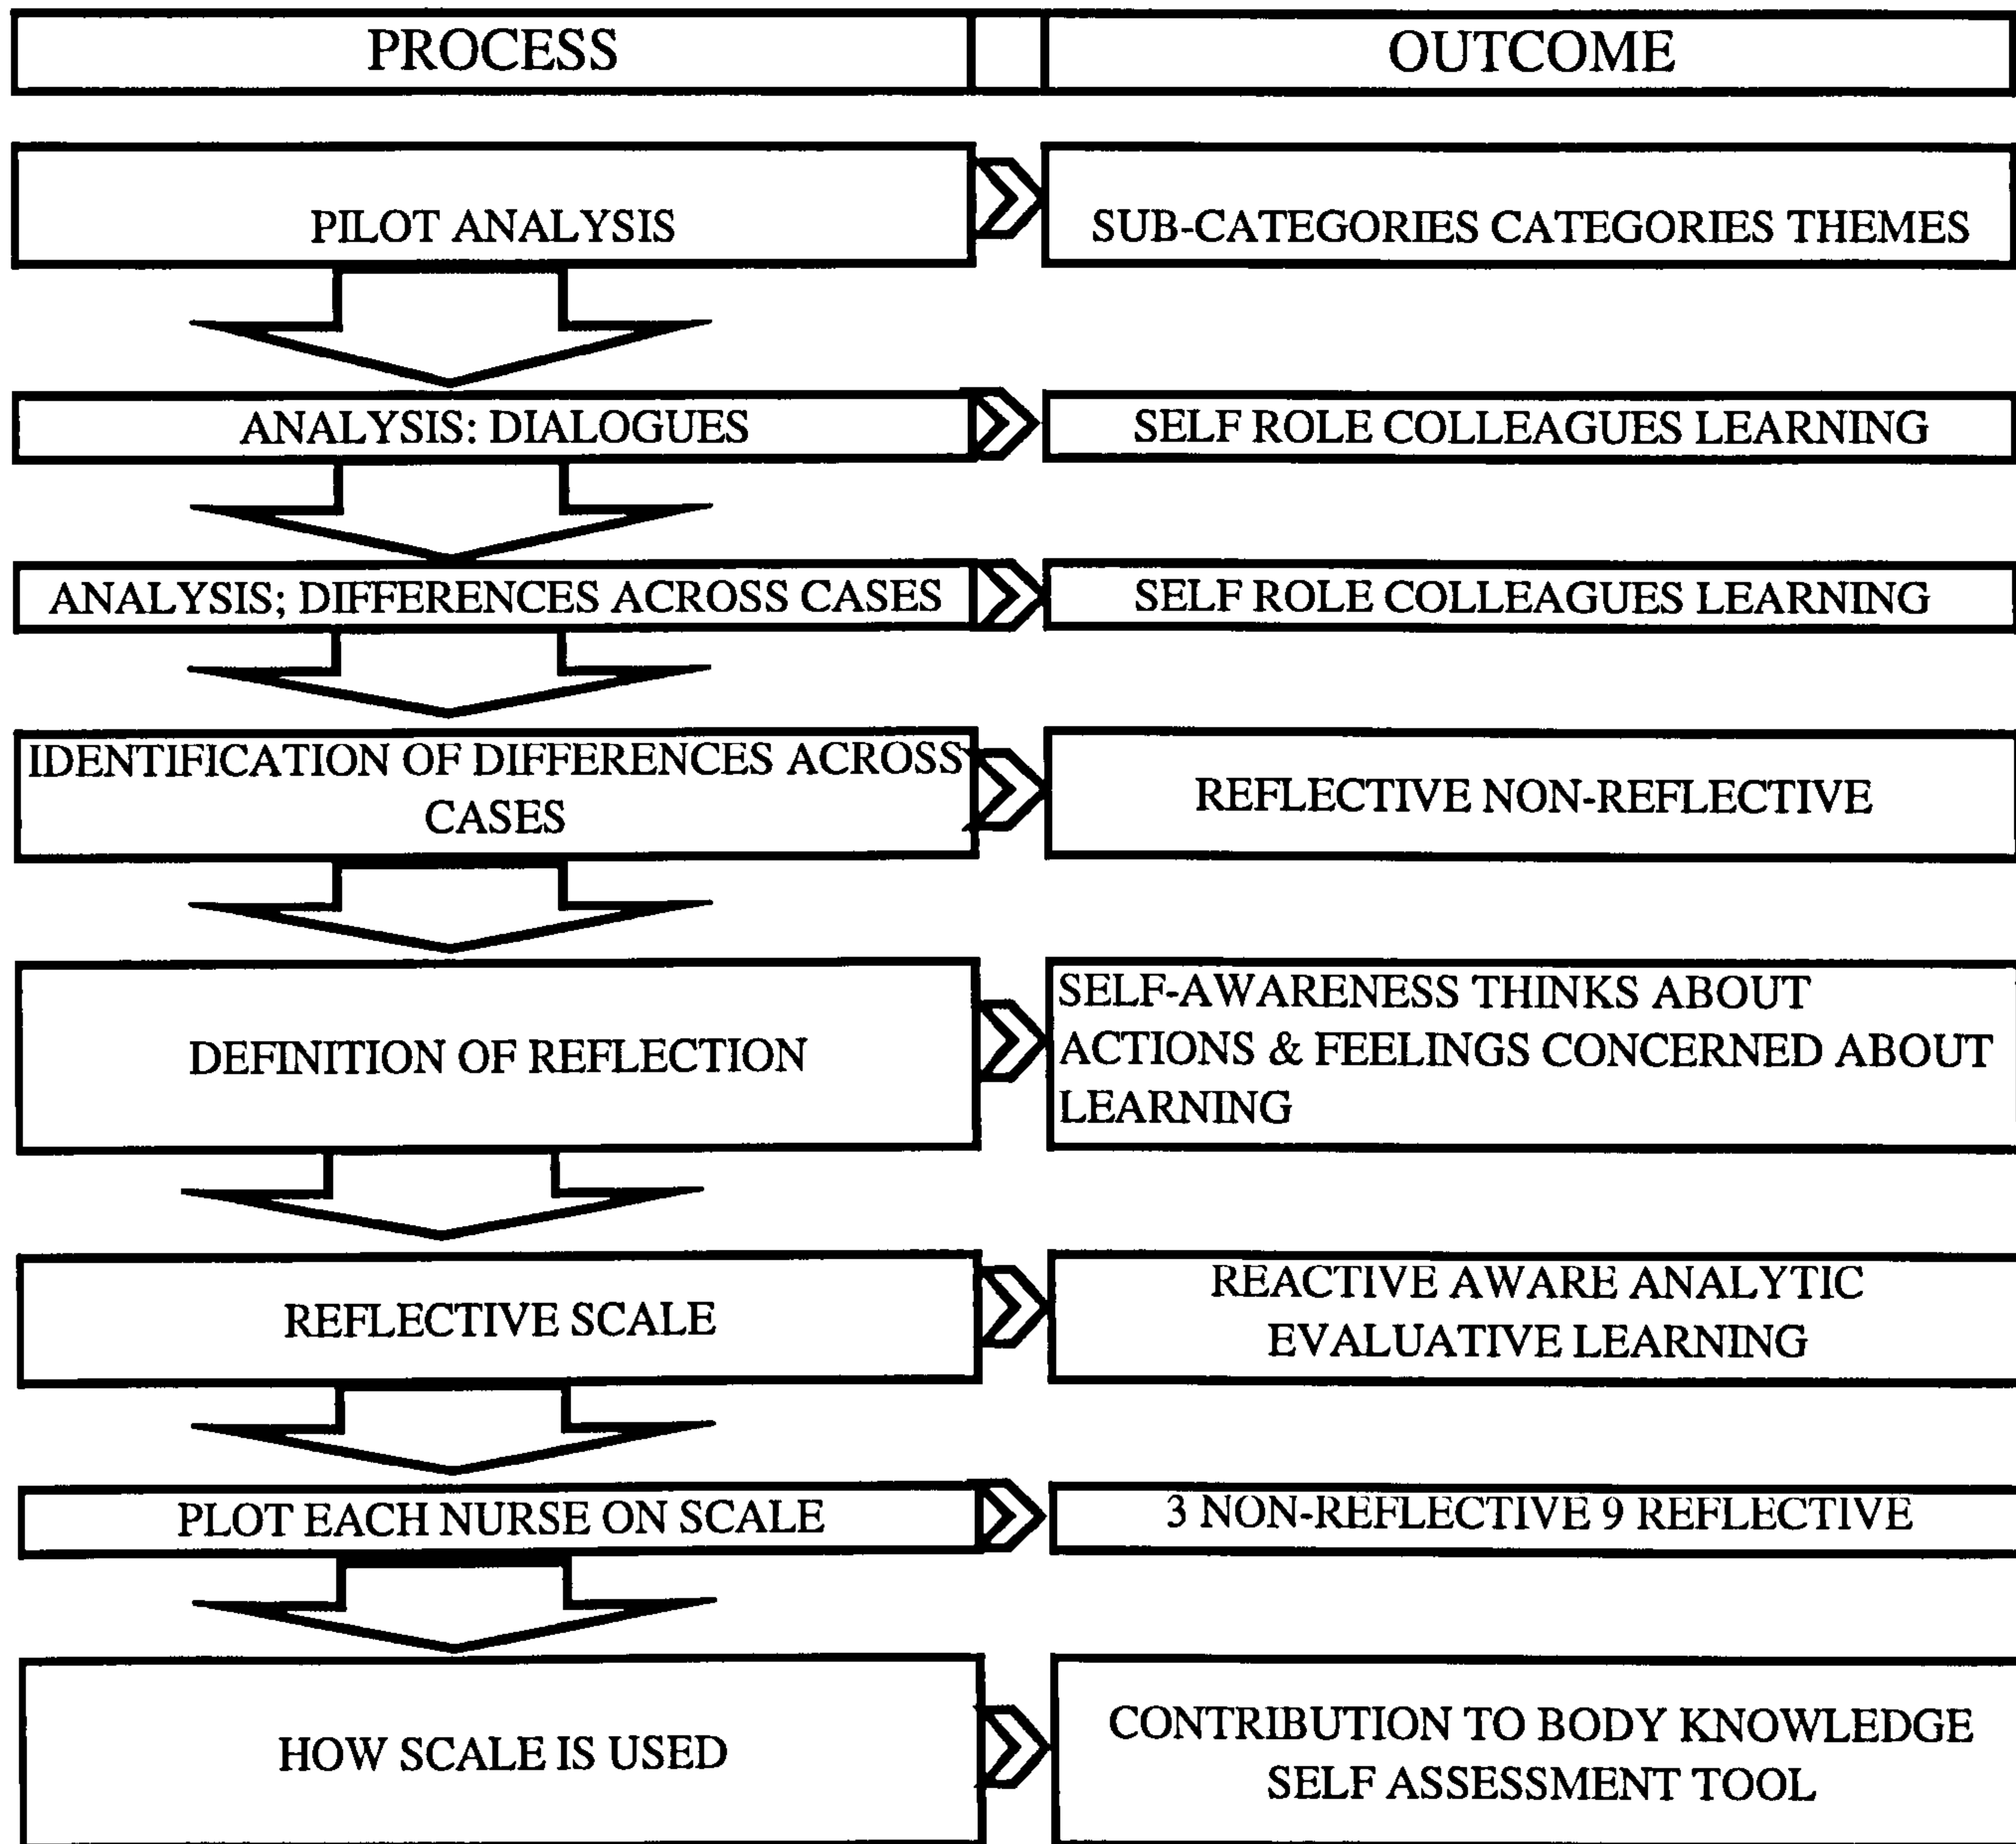 PROCESS
OUTCOME
PILOT ANALYSIS
SUB-CATEGORIES CATEGORIES THEMES
ANALYSIS: DIALOGUES
SELF ROLE COLLEAGUES LEARNING
ANALYSIS; DIFFERENCES ACROSS CASES
SELF ROLE COLLEAGUES LEARNING
IDENTIFICATION OF DIFFERENCES ACROSS
CASES
REFLECTIVE NON-REFLECTIVE
DEFINITION OF REFLECTION
SELF-AWARENESS THINKS ABOUT
ACTIONS & FEELINGS CONCERNED ABOUT
LEARNING
REFLECTIVE SCALE
REACTIVE AWARE ANALYTIC
EVALUATIVE LEARNING
PLOT EACH NURSE ON SCALE
3 NON-REFLECTIVE 9 REFLECTIVE
HOW SCALE IS USED
CONTRIBUTION TO BODY KNOWLEDGE
SELF ASSESSMENT TOOL